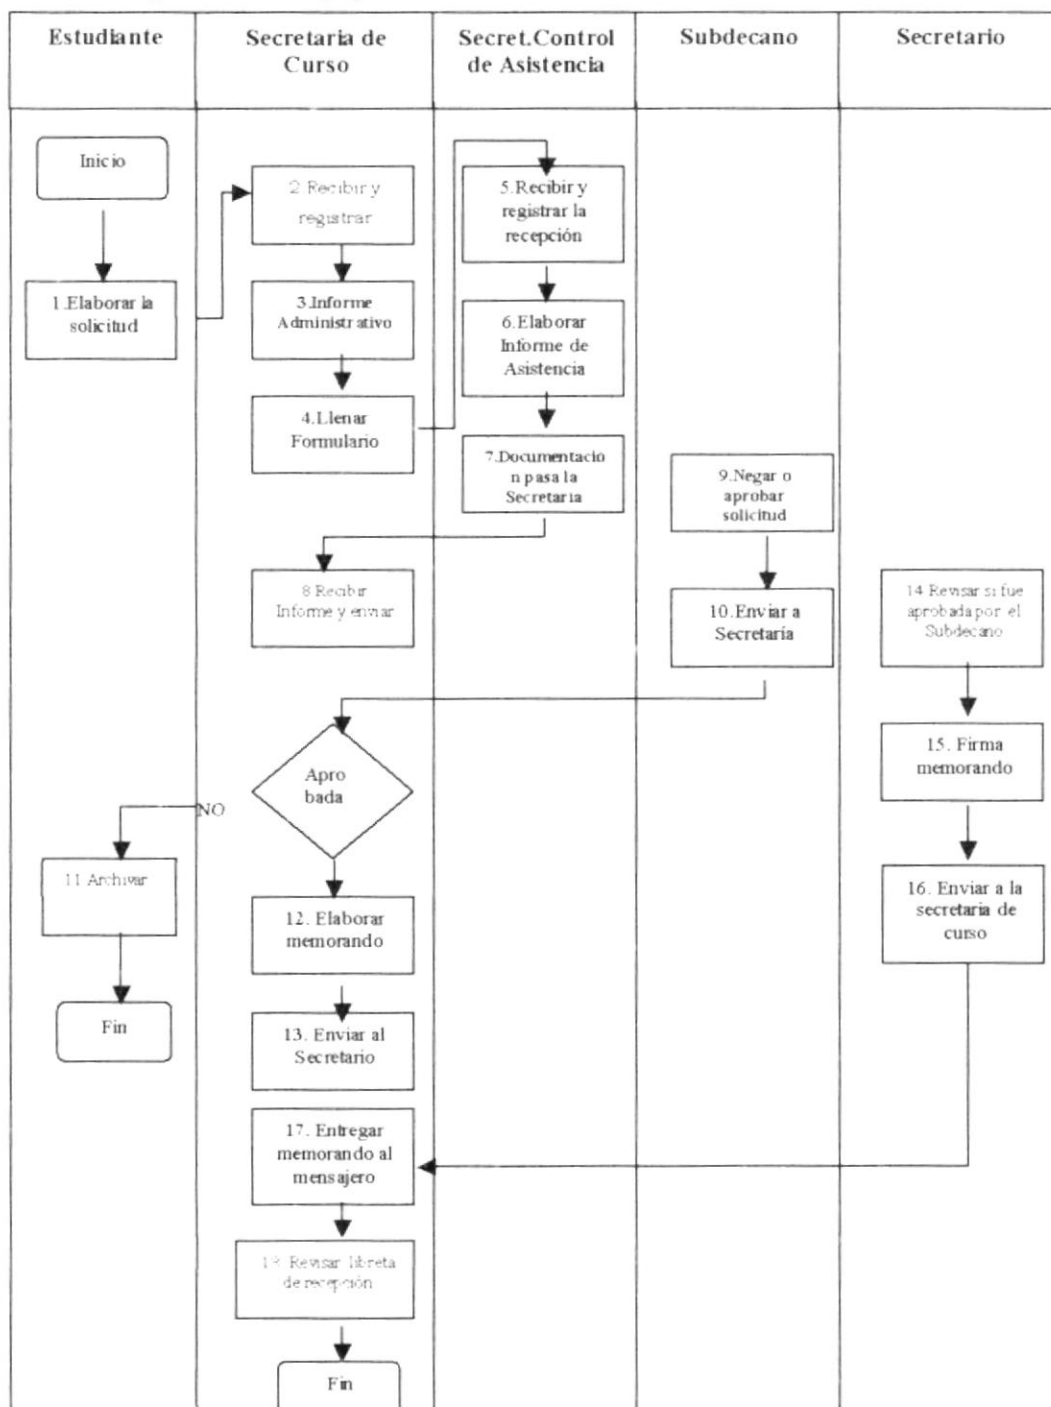 Estudiante
Secretaria de
Curso
Secret.Control
de Asistencia
Subdecano
Secretario
Inicio
1.Elaborar la
solicitud
2.Recibir y
registrar
3.Informe
Administrativo
4.Llenar
Formulario
5.Recibir y
registrar la
recepción
6.Elaborar
Informe de
Asistencia
7.Documentacio
n pasa la
Secretaria
8.Recibir
Informe y enviar
9.Negar o
aprobar
solicitud
10.Enviar a
Secretaría
Apro
bada
NO
11.Archivar
Fin
12. Elaborar
memorando
13. Enviar al
Secretario
14.Revisar si fue
aprobada por el
Subdecano
15. Firma
memorando
16. Enviar a la
secretaria de
curso
17. Entregar
memorando al
mensajero
Revisar libreta
de recepción
Fin